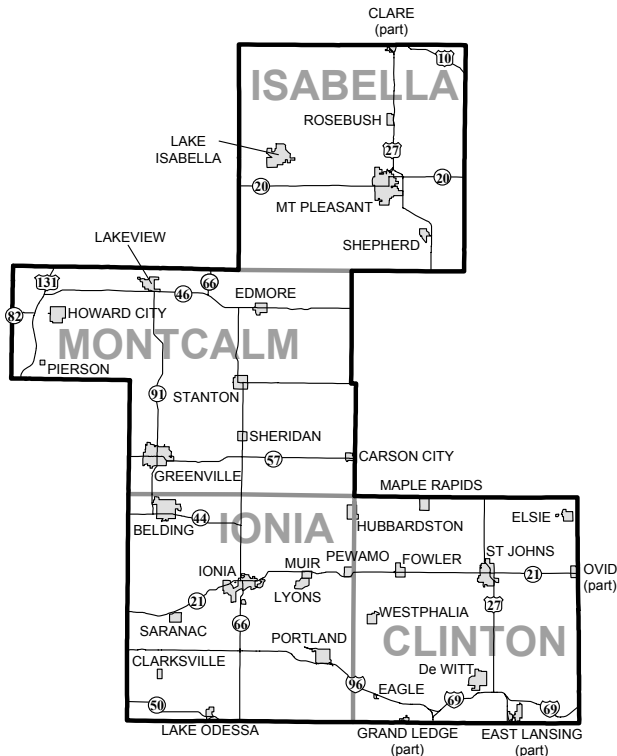 CLARE
(part)
10
ISABELLA
ROSEBUSH
LAKE
ISABELLA
27
20
20
MT PLEASANT
SHEPHERD
LAKEVIEW
131
66
46
EDMORE
82
HOWARD CITY
MONTCALM
PIERSON
91
STANTON
SHERIDAN
57
CARSON CITY
GREENVILLE
MAPLE RAPIDS
BELDING
44
IONIA
HUBBARDSTON
ELSIE
ST JOHNS
IONIA
MUIR
PEWAMO
FOWLER
21
OVID
(part)
LYONS
21
27
SARANAC
66
WESTPHALIA
PORTLAND
CLINTON
CLARKSVILLE
De WITT
96
EAGLE
69
50
69
LAKE ODESSA
GRAND LEDGE
(part)
EAST LANSING
(part)